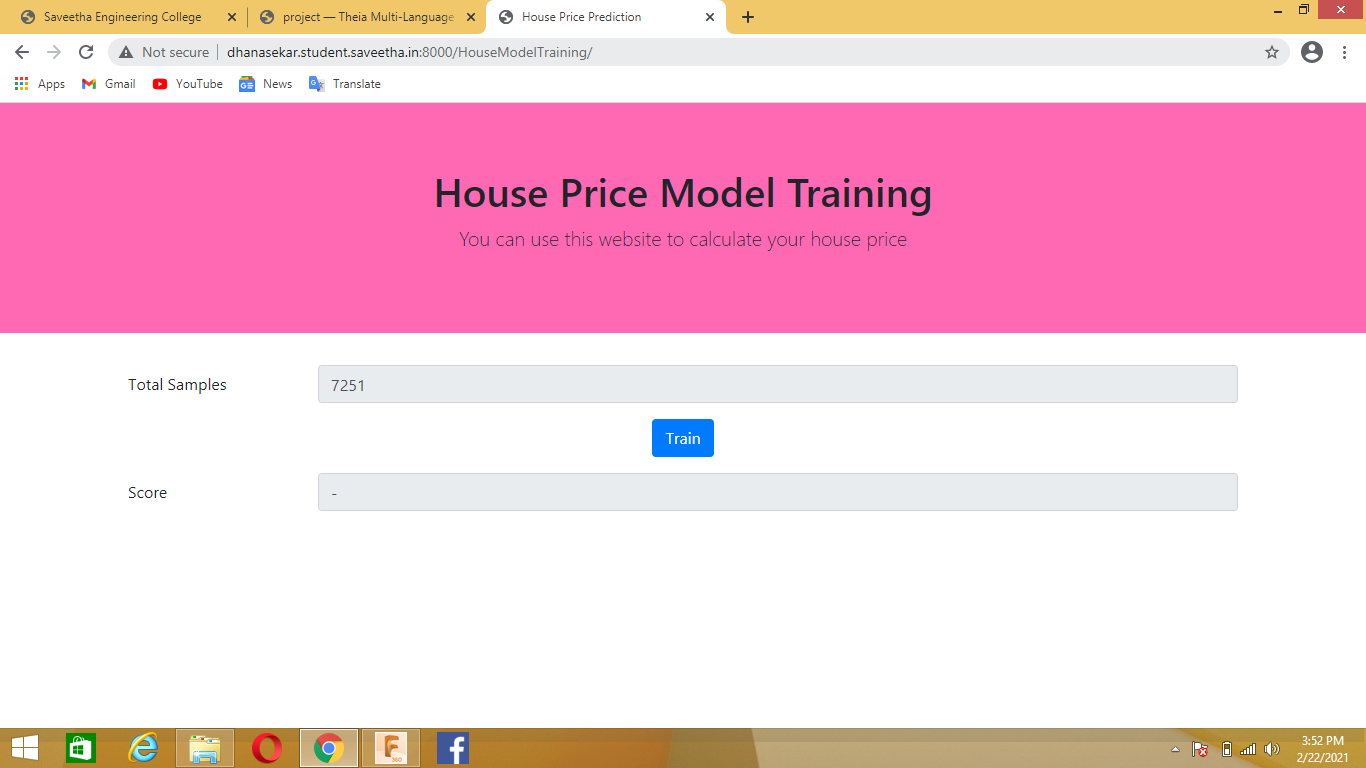 Saveetha Engineering College
project — Theia Multi-Language
House Price Prediction
Not secure
dhanasekar.student.saveetha.in:8000/HouseModelTraining/
Apps
Gmail
YouTube
News
Translate
House Price Model Training
You can use this website to calculate your house price
Total Samples
7251
Train
Score
-
3:52 PM
2/22/2021